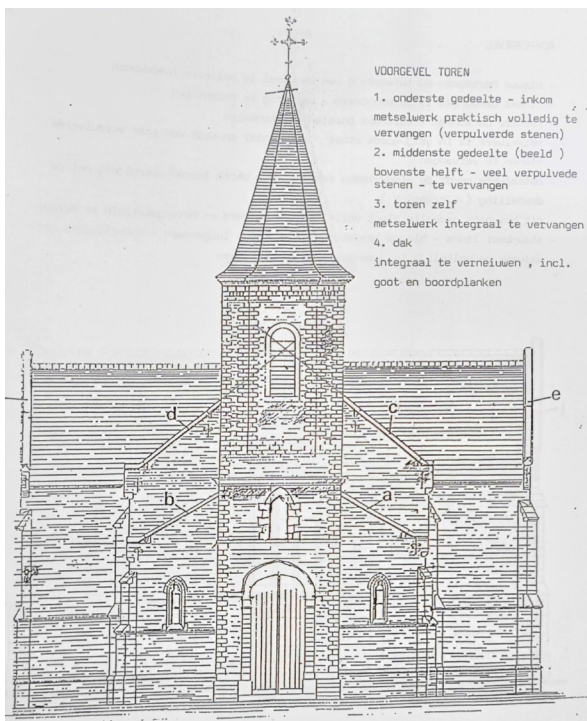 VOORGEVEL TOREN
1. onderste gedeelte - inkom
metselwerk praktisch volledig te
vervangen (verpulverde stenen)
2. middenste gedeelte (beeld )
bovenste helft - veel verpulvede
stenen - te vervangen
3. toren zelf
metselwerk integraal te vervangen
4. dak
integraal te verneiuwen , incl.
goot en boordplanken
e
d
c
b
a